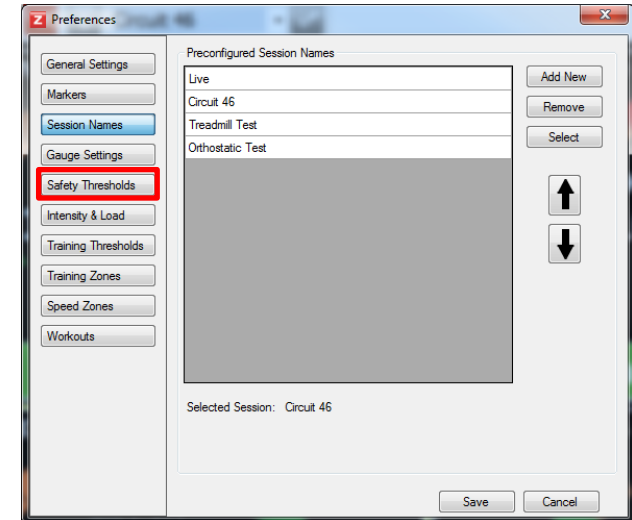 Z Preferences
Circuit 46
x
General Settings
Markers
Session Names
Gauge Settings
Safety Thresholds
Intensity & Load
Training Thresholds
Training Zones
Speed Zones
Workouts
Preconfigured Session Names
Live
Circuit 46
Treadmill Test
Orthostatic Test
Add New
Remove
Select
Selected Session: Circuit 46
Save
Cancel